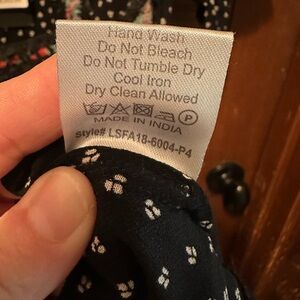 Hand Wash
Do Not Bleach
Do Not Tumble Dry
Cool Iron
Dry Clean Allowed
P
MADE IN INDIA
style# LSFA18-6004-P4